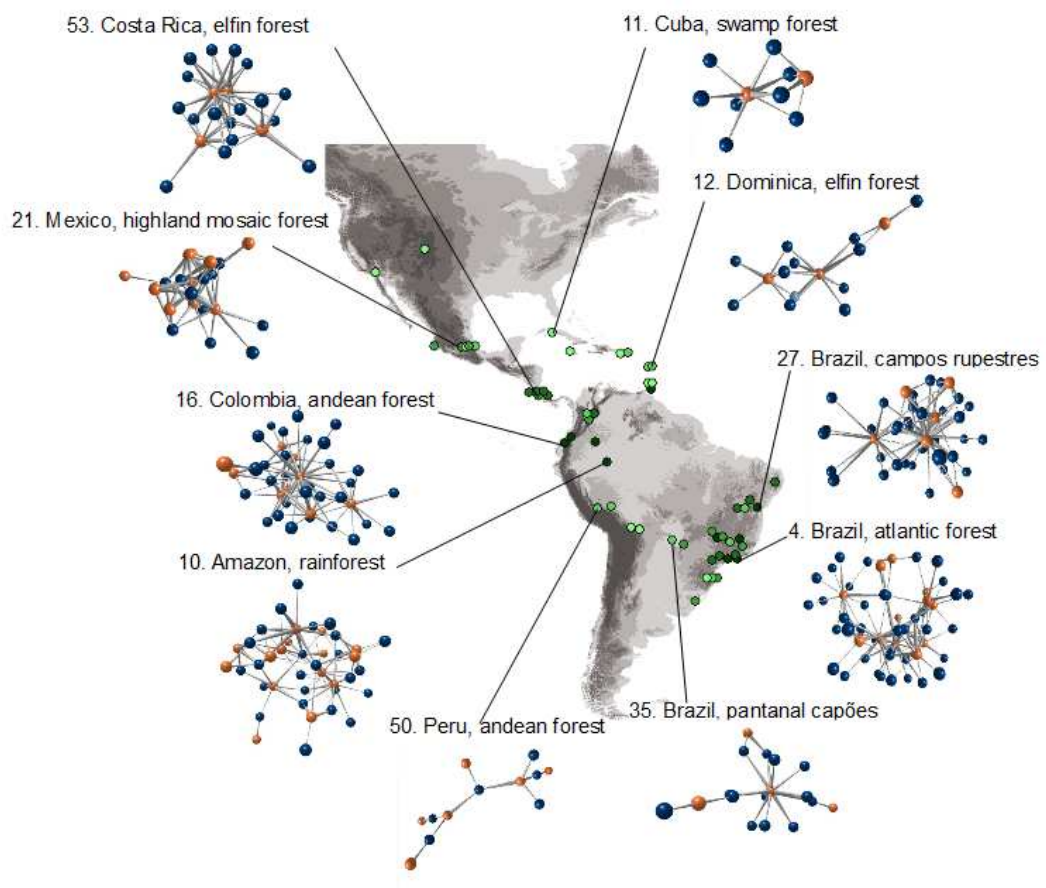 53. Costa Rica, elfin forest
11. Cuba, swamp forest
12. Dominica, elfin forest
21. Mexico, highland mosaic forest
27. Brazil, campos rupestres
16. Colombia, andean forest
4. Brazil, atlantic forest
10. Amazon, rainforest
35. Brazil, pantanal capões
50. Peru, andean forest